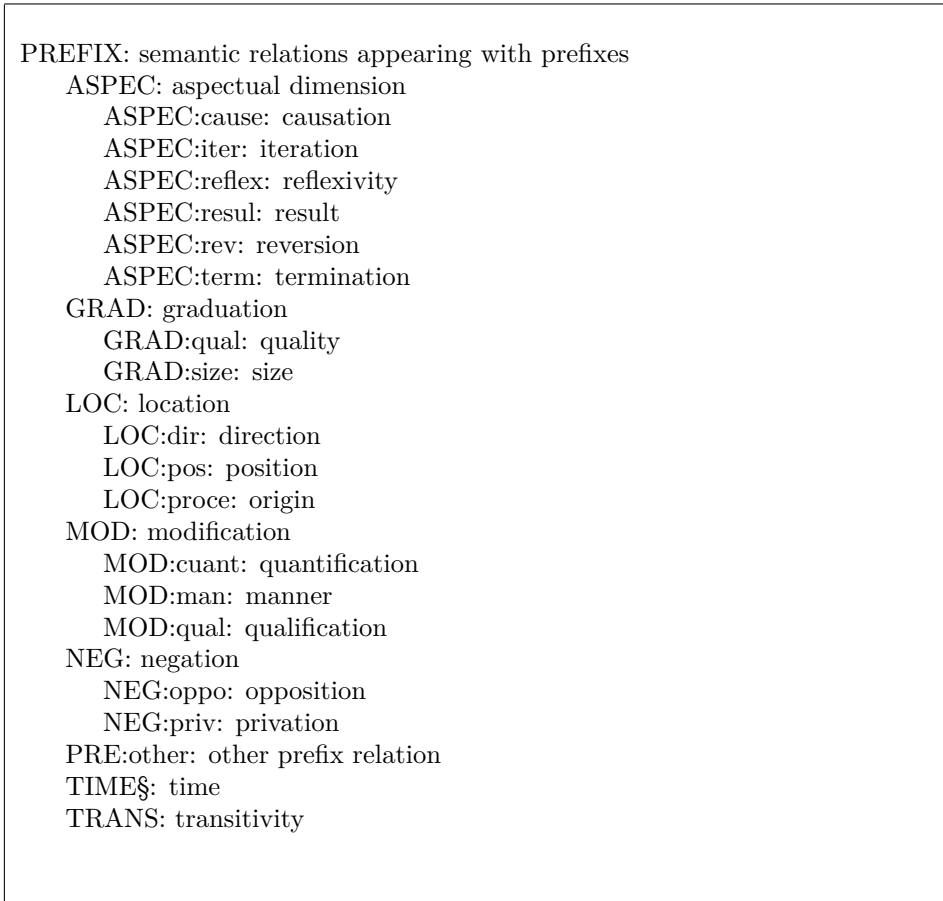 PREFIX: semantic relations appearing with prefixes
ASPEC: aspectual dimension
ASPEC:cause: causation
ASPEC:iter: iteration
ASPEC:reflex: reflexivity
ASPEC:resul: result
ASPEC:rev: reversion
ASPEC:term: termination
GRAD: graduation
GRAD:qual: quality
GRAD:size: size
LOC: location
LOC:dir: direction
LOC:pos: position
LOC:proce: origin
MOD: modification
MOD:cuant: quantification
MOD:man: manner
MOD:qual: qualification
NEG: negation
NEG:oppo: opposition
NEG:priv: privation
PRE:other: other prefix relation
TIME§: time
TRANS: transitivity